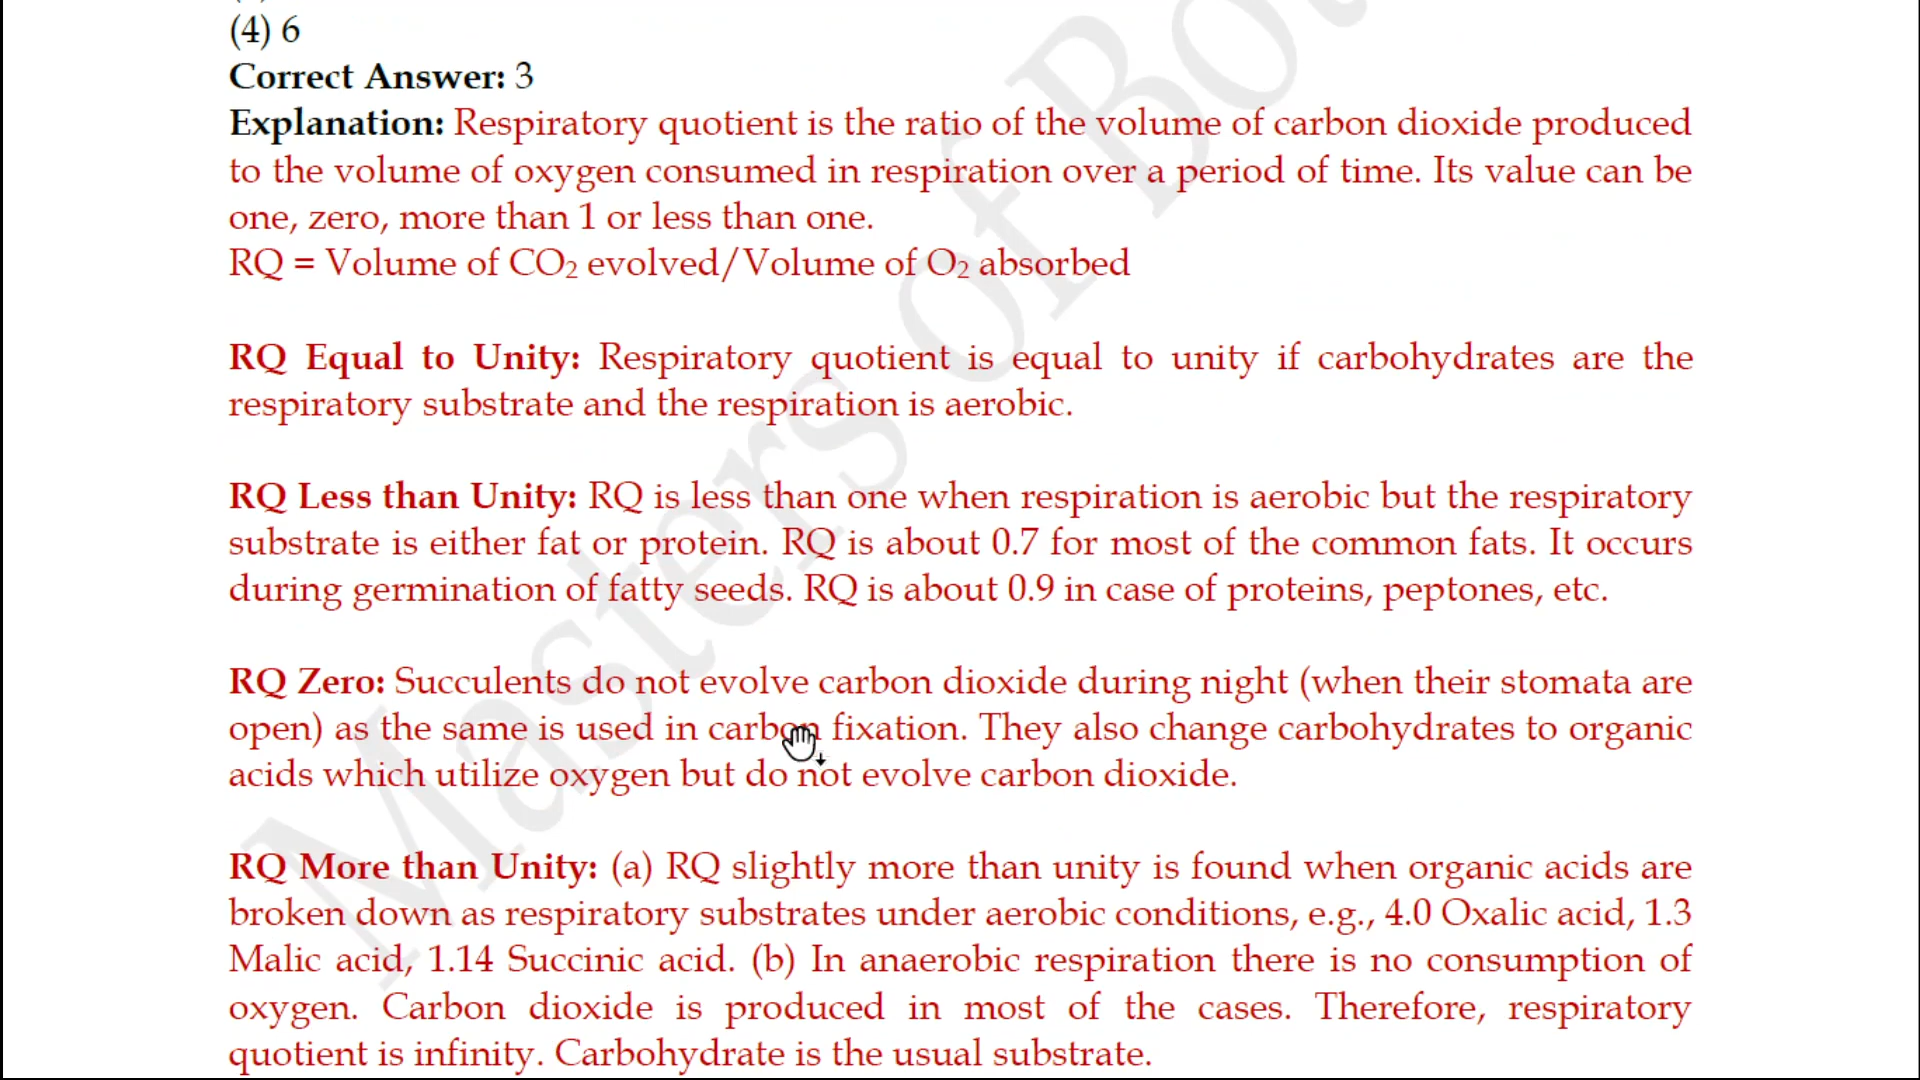 (4) 6
Correct Answer: 3
Explanation: Respiratory quotient is the ratio of the volume of carbon dioxide produced
to the volume of oxygen consumed in respiration over a period of time. Its value can be
one, zero, more than 1 or less than one.
RQ = Volume of CO₂ evolved/Volume of O₂ absorbed
RQ Equal to Unity: Respiratory quotient is equal to unity if carbohydrates are the
respiratory substrate and the respiration is aerobic.
RQ Less than Unity: RQ is less than one when respiration is aerobic but the respiratory
substrate is either fat or protein. RQ is about 0.7 for most of the common fats. It occurs
during germination of fatty seeds. RQ is about 0.9 in case of proteins, peptones, etc.
RQ Zero: Succulents do not evolve carbon dioxide during night (when their stomata are
open) as the same is used in carbon fixation. They also change carbohydrates to organic
acids which utilize oxygen but do not evolve carbon dioxide.
RQ More than Unity: (a) RQ slightly more than unity is found when organic acids are
broken down as respiratory substrates under aerobic conditions, e.g., 4.0 Oxalic acid, 1.3
Malic acid, 1.14 Succinic acid. (b) In anaerobic respiration there is no consumption of
oxygen. Carbon dioxide is produced in most of the cases. Therefore, respiratory
quotient is infinity. Carbohydrate is the usual substrate.
Masters of Bot